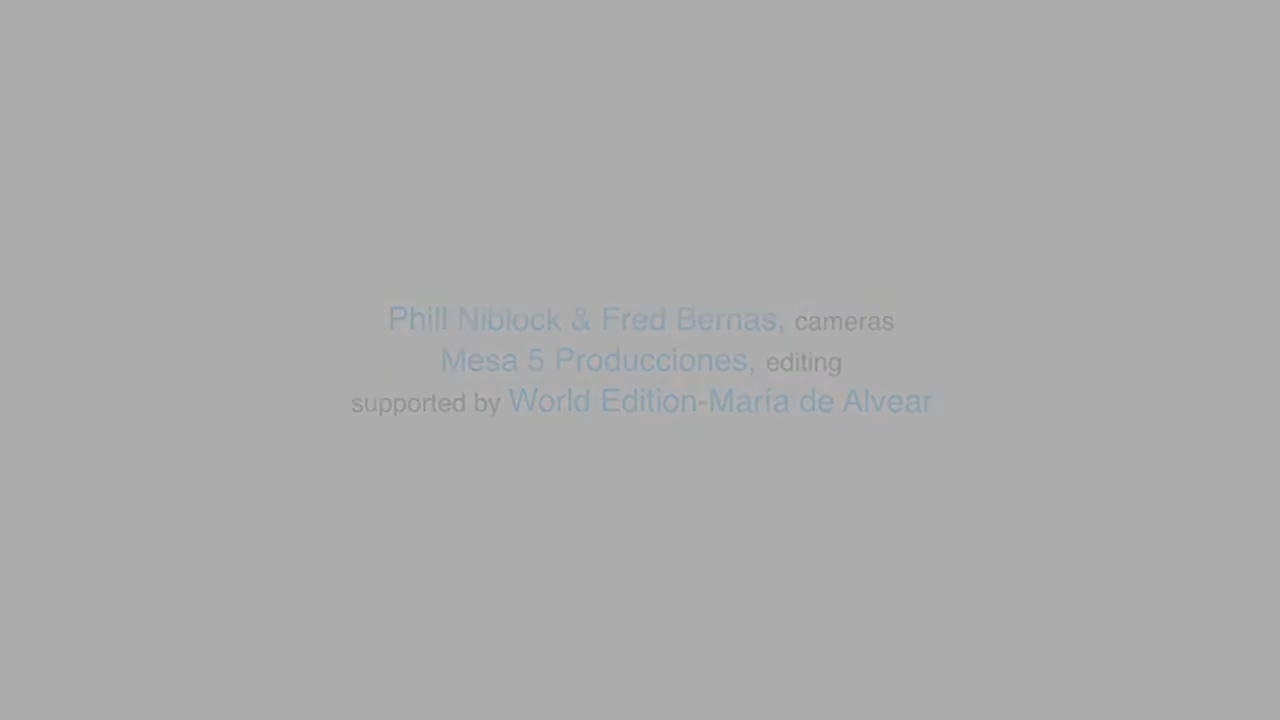 Phill Niblock & Fred Bernas, cameras
Mesa 5 Producciones, editing
supported by World Edition-María de Alvear